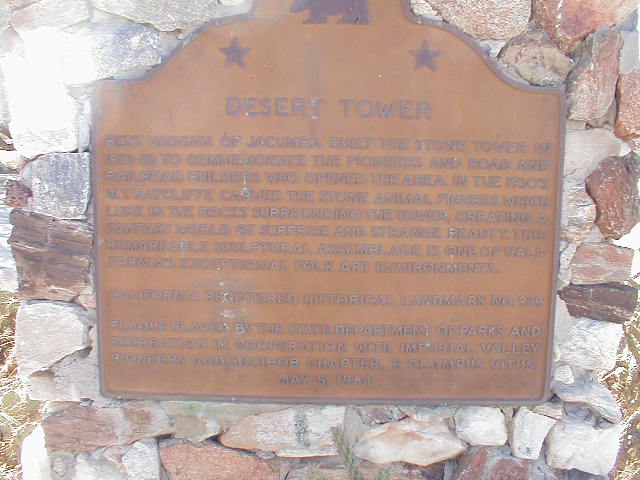 DESERT TOWER
BERT VAUGHN OF JACUMBA BUILT THE STONE TOWER IN
1922-23 TO COMMEMORATE THE PIONEERS AND ROAD AND
RAILROAD BUILDERS WHO OPENED THE AREA. IN THE 1930'S
W.T. RATCLIFFE CARVED THE STONE ANIMAL FIGURES WHICH
LURK IN THE ROCKS SURROUNDING THE TOWER, CREATING A
FANTASY WORLD OF SURPRISE AND STRANGE BEAUTY. THIS
REMARKABLE SCULPTURAL ASSEMBLAGE IS ONE OF CALI-
FORNIA'S EXCEPTIONAL FOLK ART ENVIRONMENTS.
CALIFORNIA REGISTERED HISTORICAL LANDMARK NO. 939
PLAQUE PLACED BY THE STATE DEPARTMENT OF PARKS AND
RECREATION IN COOPERATION WITH IMPERIAL VALLEY
PIONEERS AND SQUIBOB CHAPTER, E CLAMPUS VITUS,
MAY 5, 1984